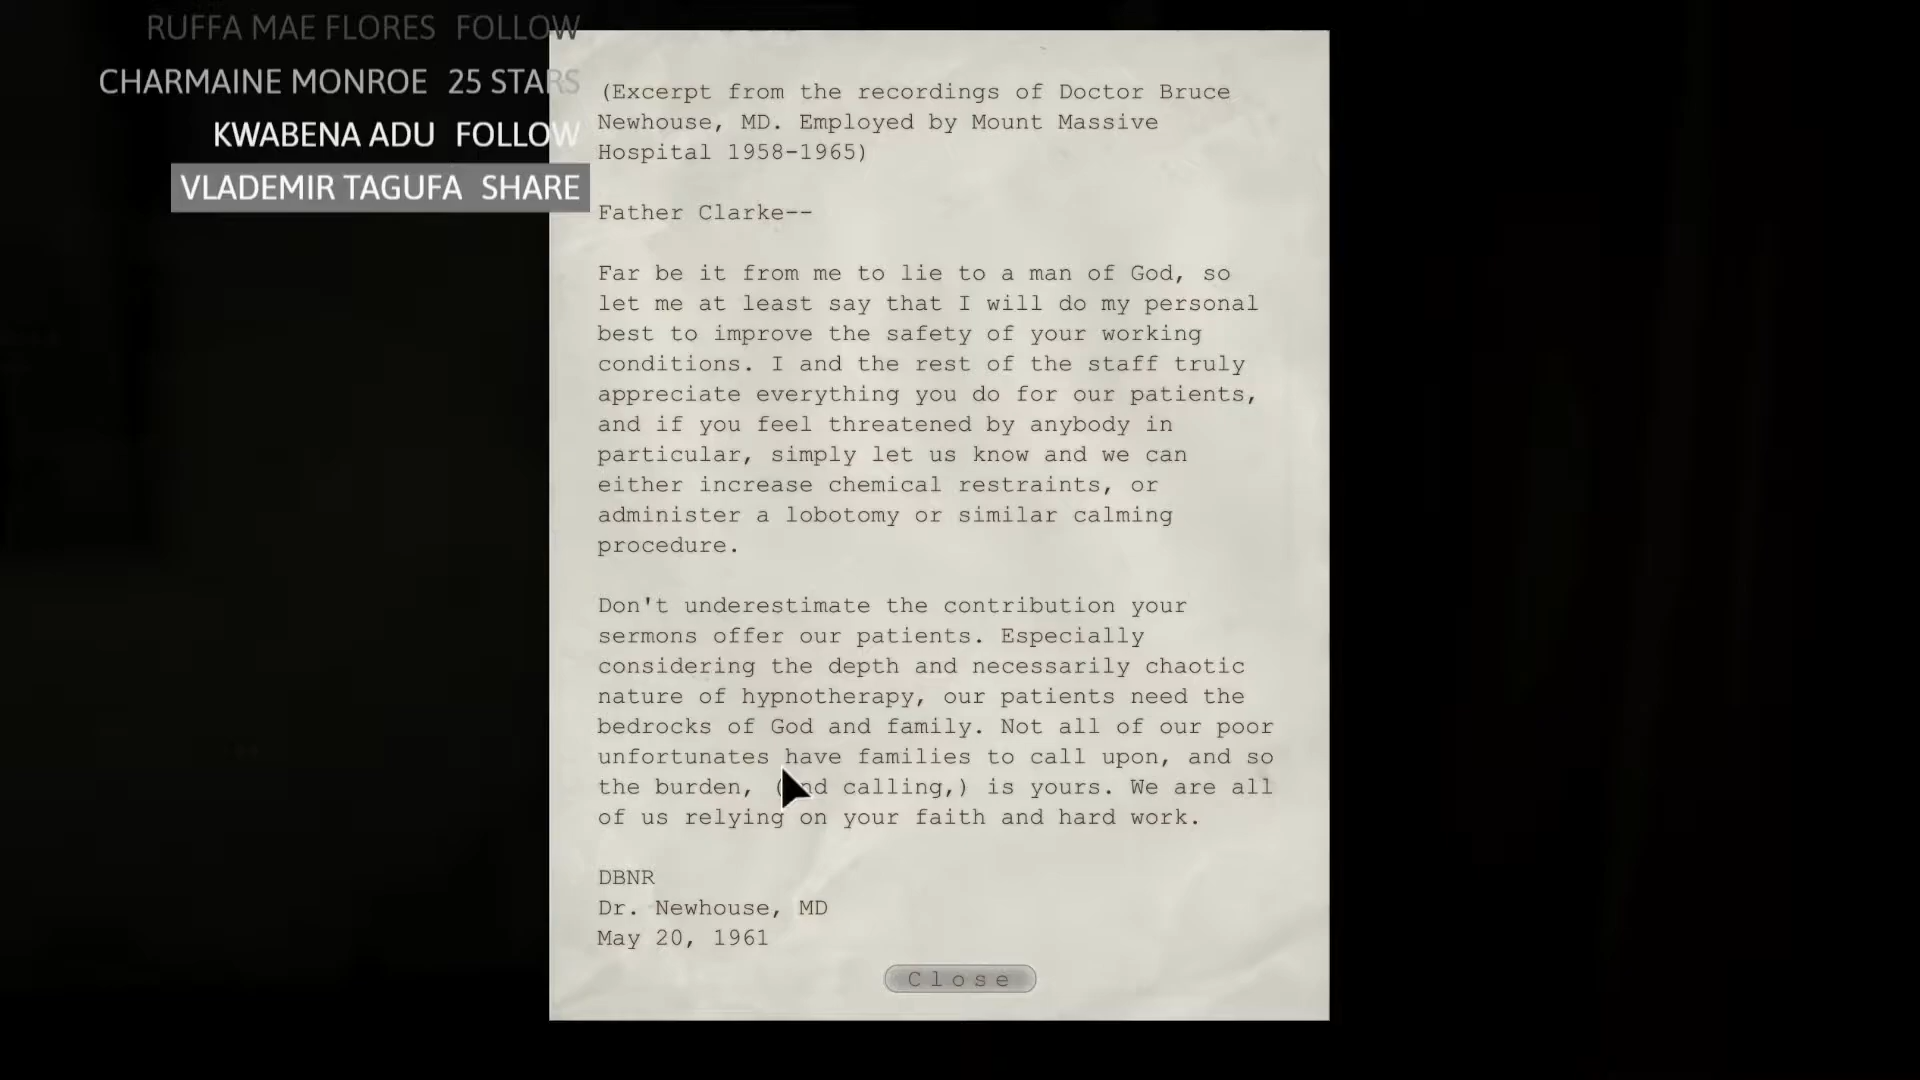 RUFFA MAE FLORES FOLLOW
CHARMAINE MONROE 25 STARS
KWABENA ADU FOLLOW
VLADEMIR TAGUFA SHARE
(Excerpt from the recordings of Doctor Bruce
Newhouse, MD. Employed by Mount Massive
Hospital 1958-1965)
Father Clarke--
Far be it from me to lie to a man of God, so
let me at least say that I will do my personal
best to improve the safety of your working
conditions. I and the rest of the staff truly
appreciate everything you do for our patients,
and if you feel threatened by anybody in
particular, simply let us know and we can
either increase chemical restraints, or
administer a lobotomy or similar calming
procedure.
Don't underestimate the contribution your
sermons offer our patients. Especially
considering the depth and necessarily chaotic
nature of hypnotherapy, our patients need the
bedrocks of God and family. Not all of our poor
unfortunates have families to call upon, and so
the burden, (and calling,) is yours. We are all
of us relying on your faith and hard work.
DBNR
Dr. Newhouse, MD
May 20, 1961
Close